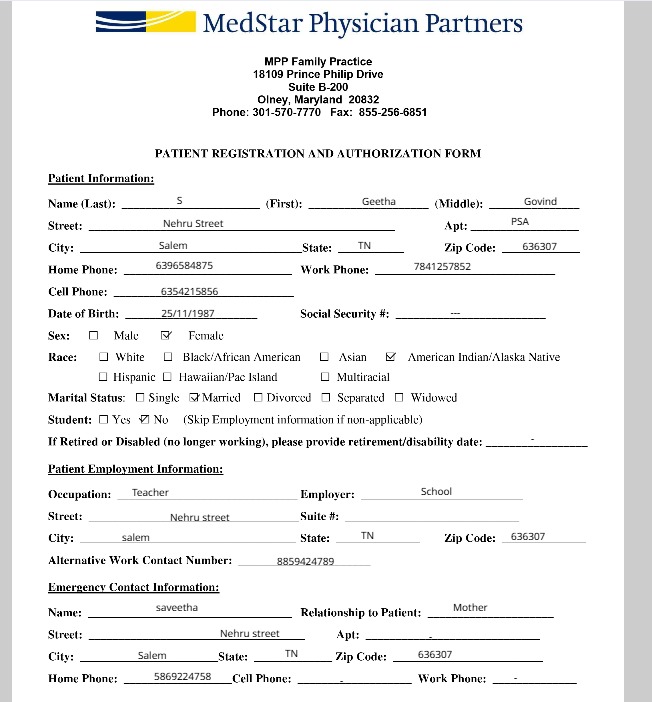 MedStar Physician Partners
MPP Family Practice
18109 Prince Philip Drive
Suite B-200
Olney, Maryland 20832
Phone: 301-570-7770 Fax: 855-256-6851
PATIENT REGISTRATION AND AUTHORIZATION FORM
Patient Information:
Name (Last): S (First): Geetha (Middle): Govind
Street: Nehru Street Apt: PSA
City: Salem State: TN Zip Code: 636307
Home Phone: 6396584875 Work Phone: 7841257852
Cell Phone: 6354215856
Date of Birth: 25/11/1987 Social Security #: ---
Sex: ☐ Male ☑ Female
Race: ☐ White ☐ Black/African American ☐ Asian ☑ American Indian/Alaska Native
☐ Hispanic ☐ Hawaiian/Pac Island ☐ Multiracial
Marital Status: ☐ Single ☑ Married ☐ Divorced ☐ Separated ☐ Widowed
Student: ☐ Yes ☑ No (Skip Employment information if non-applicable)
If Retired or Disabled (no longer working), please provide retirement/disability date: -
Patient Employment Information:
Occupation: Teacher Employer: School
Street: Nehru street Suite #:
City: salem State: TN Zip Code: 636307
Alternative Work Contact Number: 8859424789
Emergency Contact Information:
Name: saveetha Relationship to Patient: Mother
Street: Nehru street Apt: -
City: Salem State: TN Zip Code: 636307
Home Phone: 5869224758 Cell Phone: - Work Phone: -